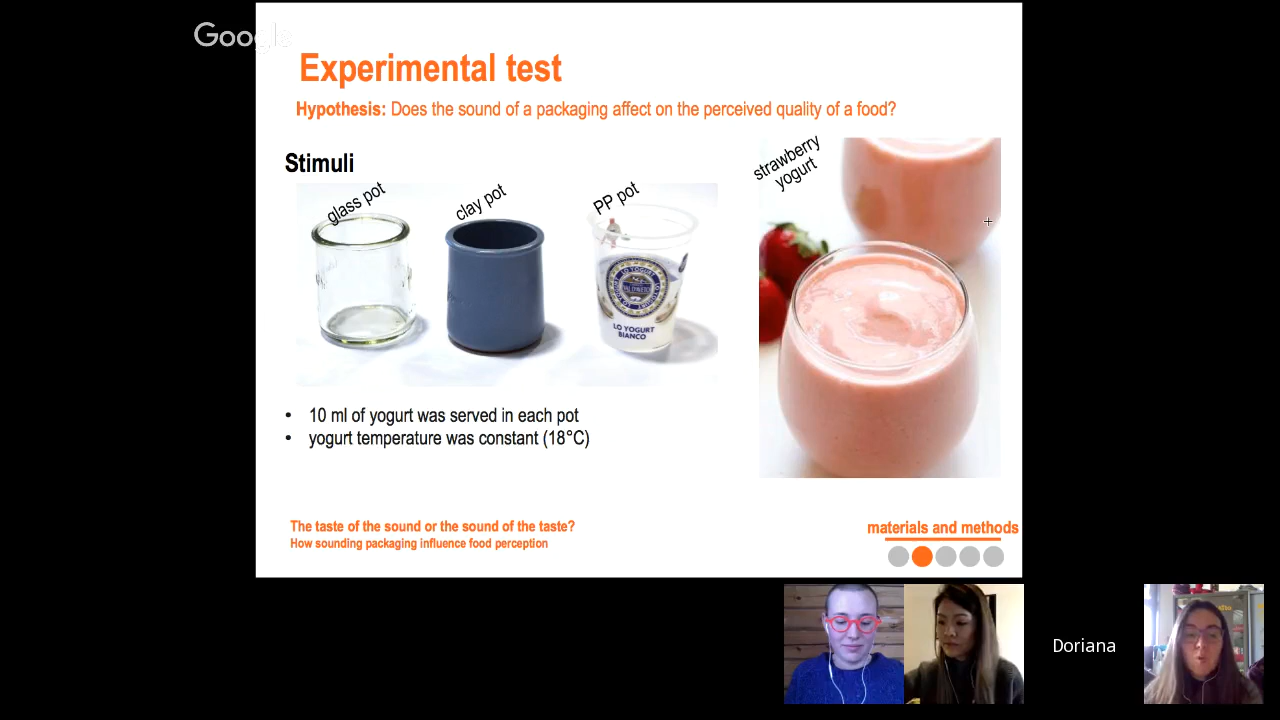 Google
Experimental test
Hypothesis: Does the sound of a packaging affect on the perceived quality of a food?
Stimuli
glass pot
clay pot
PP pot
strawberry
yogurt
LO YOGURT
LO YOGURT
BIANCO
• 10 ml of yogurt was served in each pot
• yogurt temperature was constant (18°C)
The taste of the sound or the sound of the taste?
How sounding packaging influence food perception
materials and methods
Doriana